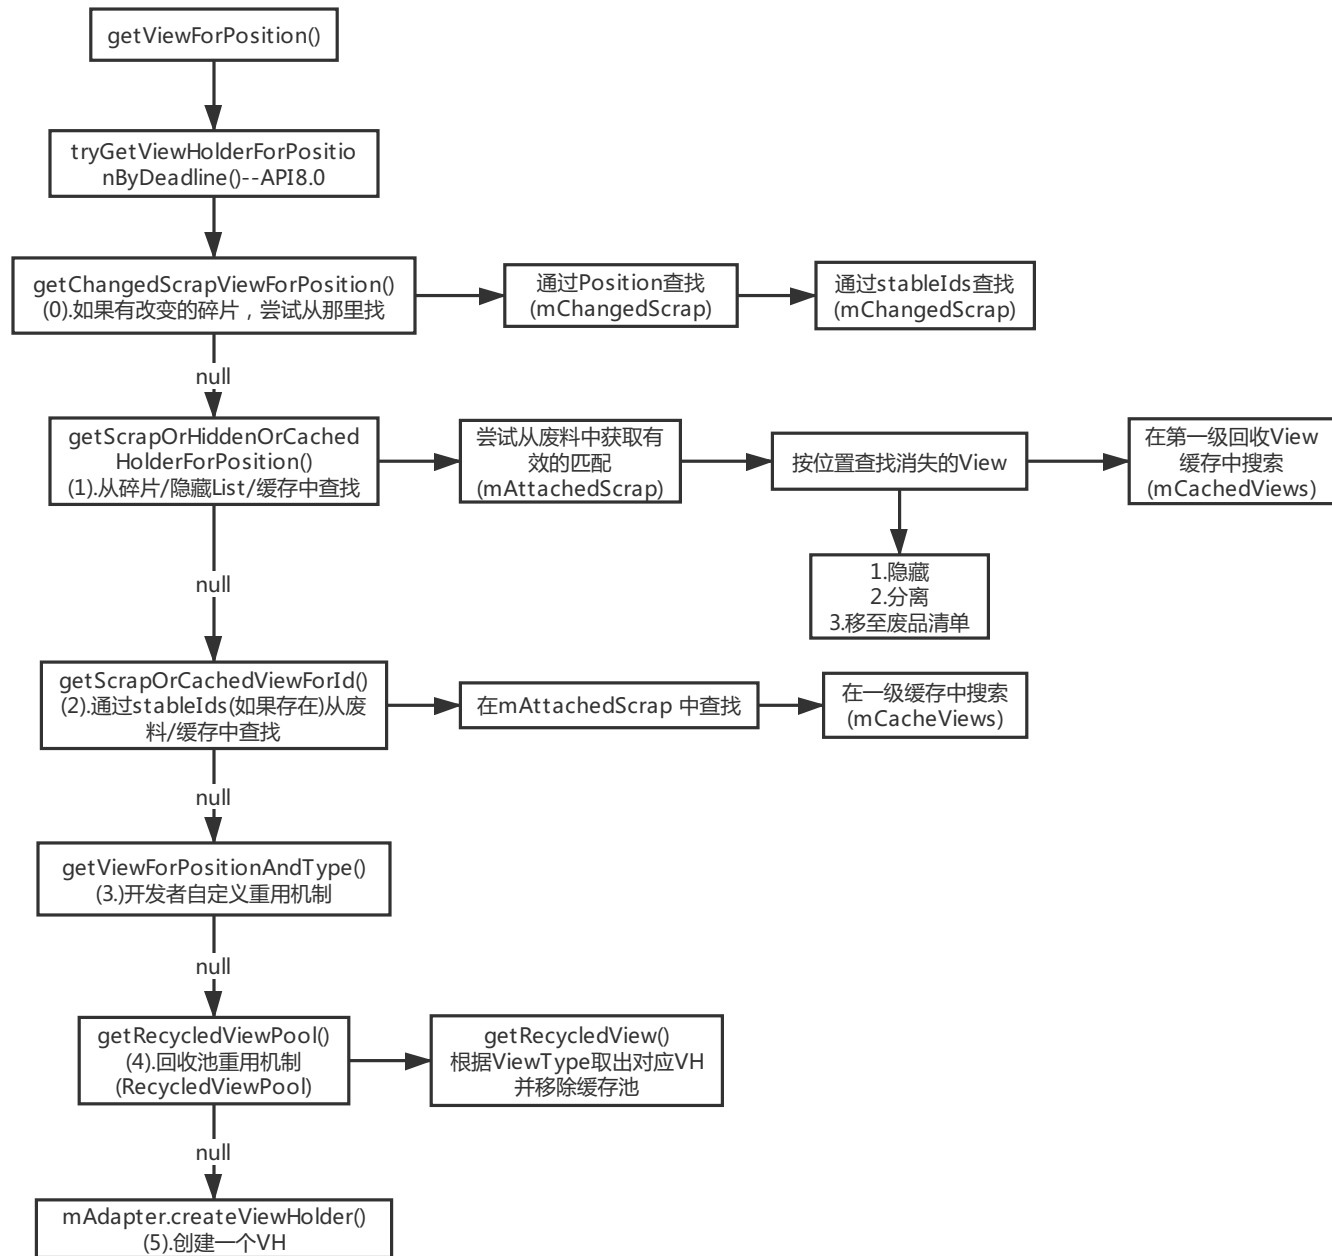 getViewForPosition()
tryGetViewHolderForPositio
nByDeadline()--API8.0
getChangedScrapViewForPosition()
(0).如果有改变的碎片，尝试从那里找
通过Position查找
(mChangedScrap)
通过stableIds查找
(mChangedScrap)
null
getScrapOrHiddenOrCached
HolderForPosition()
(1).从碎片/隐藏List/缓存中查找
尝试从废料中获取有
效的匹配
(mAttachedScrap)
按位置查找消失的View
在第一级回收View
缓存中搜索
(mCachedViews)
null
1.隐藏
2.分离
3.移至废品清单
getScrapOrCachedViewForId()
(2).通过stableIds(如果存在)从废
料/缓存中查找
在mAttachedScrap 中查找
在一级缓存中搜索
(mCacheViews)
null
getViewForPositionAndType()
(3.)开发者自定义重用机制
null
getRecycledViewPool()
(4).回收池重用机制
(RecycledViewPool)
getRecycledView()
根据ViewType取出对应VH
并移除缓存池
null
mAdapter.createViewHolder()
(5).创建一个VH